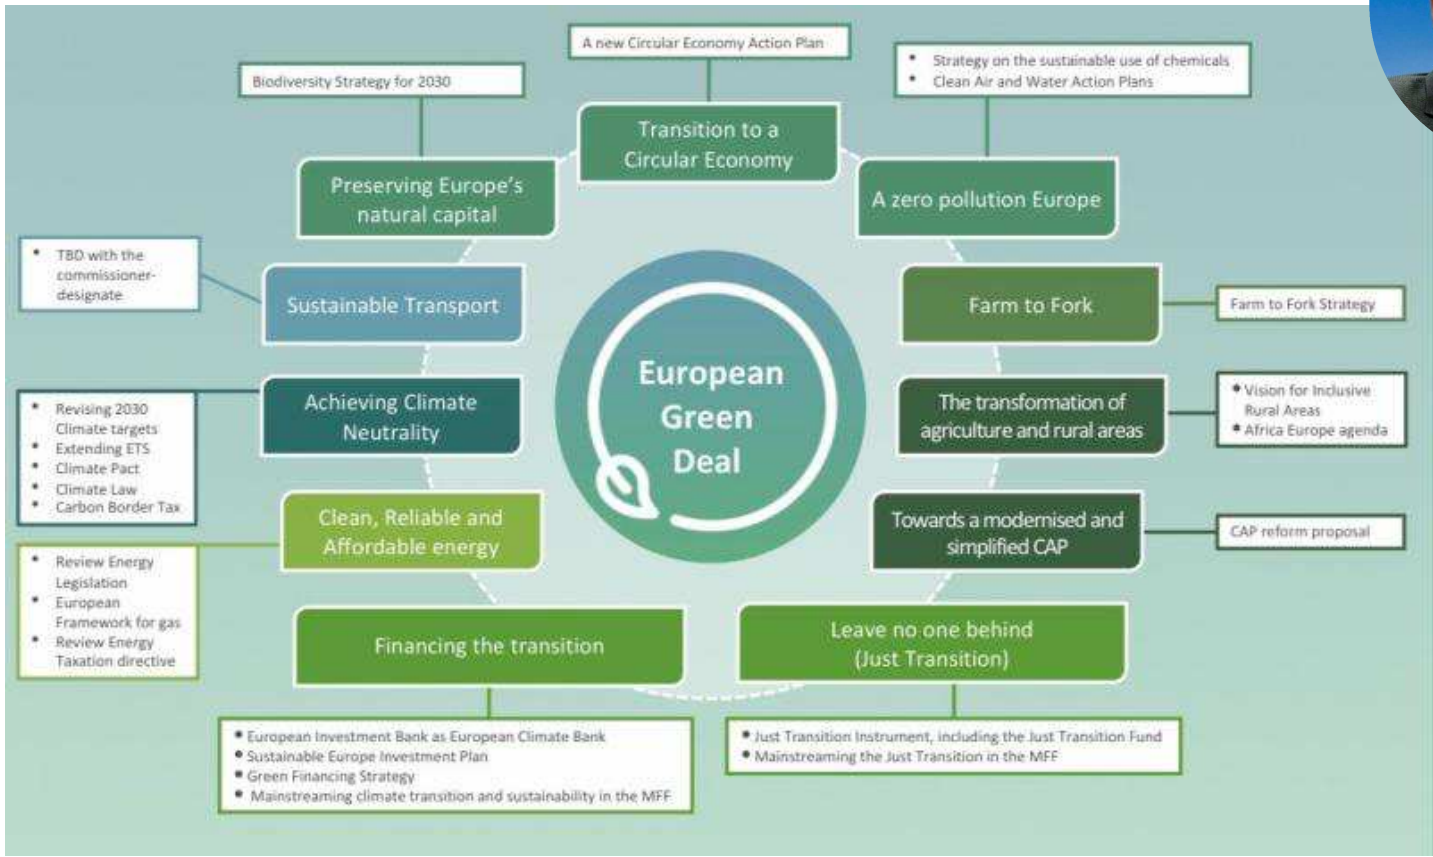 A new Circular Economy Action Plan
Biodiversity Strategy for 2030
• Strategy on the sustainable use of chemicals
• Clean Air and Water Action Plans
Transition to a
Circular Economy
Preserving Europe's
natural capital
A zero pollution Europe
• TBD with the
commissioner-
designate
Sustainable Transport
Farm to Fork
Farm to Fork Strategy
European
Green
Deal
• Revising 2030
Climate targets
• Extending ETS
• Climate Pact
• Climate Law
• Carbon Border Tax
Achieving Climate
Neutrality
The transformation of
agriculture and rural areas
• Vision for Inclusive
Rural Areas
• Africa Europe agenda
Clean, Reliable and
Affordable energy
Towards a modernised and
simplified CAP
CAP reform proposal
• Review Energy
Legislation
• European
Framework for gas
• Review Energy
Taxation directive
Financing the transition
Leave no one behind
(Just Transition)
• European Investment Bank as European Climate Bank
• Sustainable Europe Investment Plan
• Green Financing Strategy
• Mainstreaming climate transition and sustainability in the MFF
• Just Transition Instrument, including the Just Transition Fund
• Mainstreaming the Just Transition in the MFF